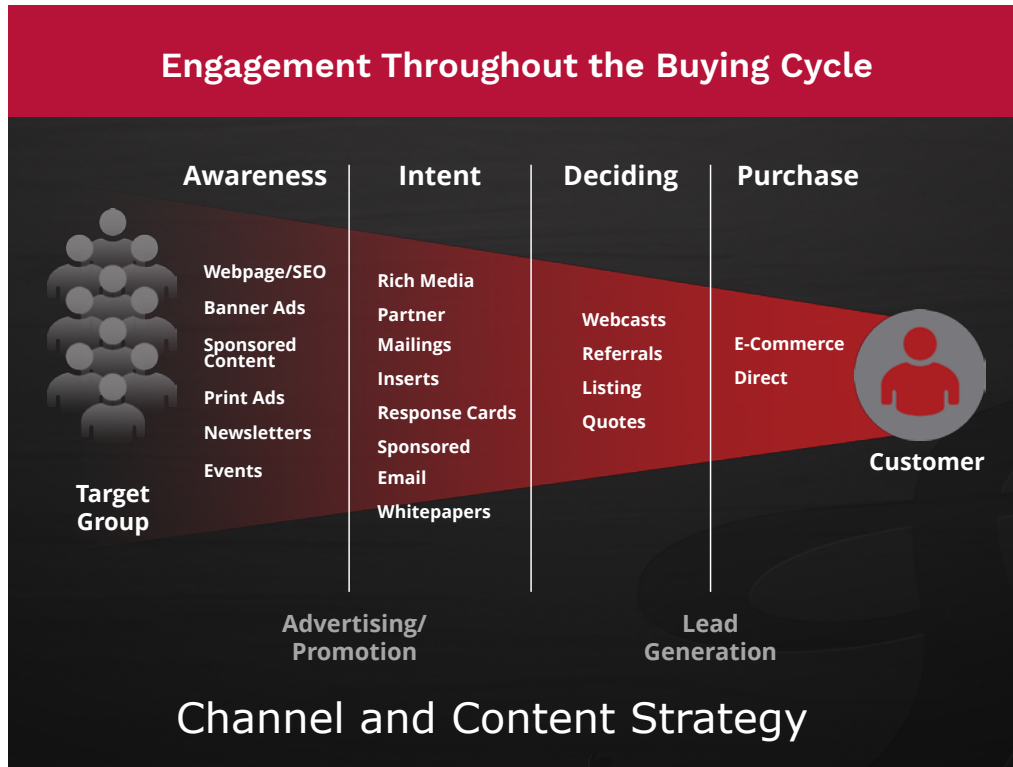 Engagement Throughout the Buying Cycle
Awareness
Intent
Deciding
Purchase
Webpage/SEO
Banner Ads
Sponsored
Content
Print Ads
Newsletters
Events
Rich Media
Partner
Mailings
Inserts
Response Cards
Sponsored
Email
Whitepapers
Webcasts
Referrals
Listing
Quotes
E-Commerce
Direct
Target
Group
Customer
Advertising/
Promotion
Lead
Generation
Channel and Content Strategy